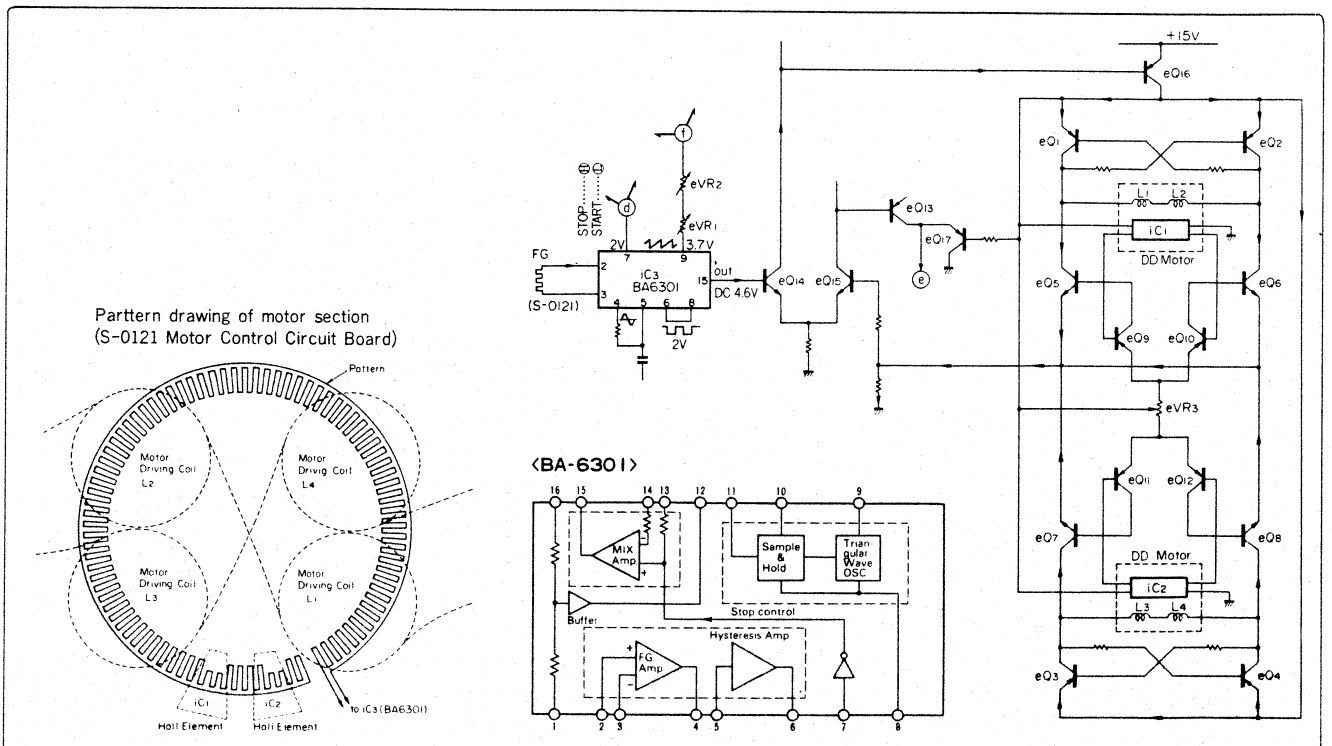 +15V
eQ16
eQ1
eQ2
L1 L2
iC1
DD Motor
eQ5
eQ6
eQ9
eQ10
eVR3
eQ11
eQ12
eQ7
eQ8
DD Motor
iC2
L3 L4
eQ3
eQ4
f
eVR2
eVR1
STOP H
START L
d
2V
3.7V
FG
(S-0121)
7
9
2
3
iC3
BA6301
15
4
5
6
8
out
DC 4.6V
2V
eQ14
eQ15
eQ13
eQ17
e
Parttern drawing of motor section
(S-0121 Motor Control Circuit Board)
Pattern
Motor
Driving Coil
L2
Motor
Driving Coil
L4
Motor
Driving Coil
L3
Motor
Driving Coil
L1
iC1
iC2
Hall Element
Hall Element
to iC3 (BA6301)
<BA-6301>
16
15
14
13
12
11
10
9
MIX
Amp
-
+
Sample
&
Hold
Trian-
gular
Wave
OSC
Stop control
Buffer
Hysteresis Amp
+
FG
Amp
-
1
2
3
4
5
6
7
8